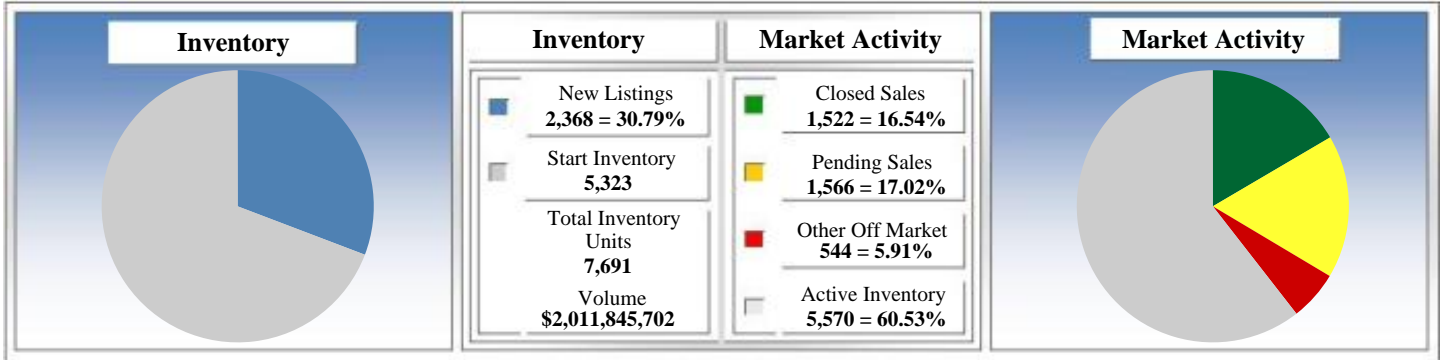 Inventory
Inventory
Market Activity
New Listings
2,368 = 30.79%
Start Inventory
5,323
Total Inventory
Units
7,691
Volume
$2,011,845,702
Closed Sales
1,522 = 16.54%
Pending Sales
1,566 = 17.02%
Other Off Market
544 = 5.91%
Active Inventory
5,570 = 60.53%
Market Activity